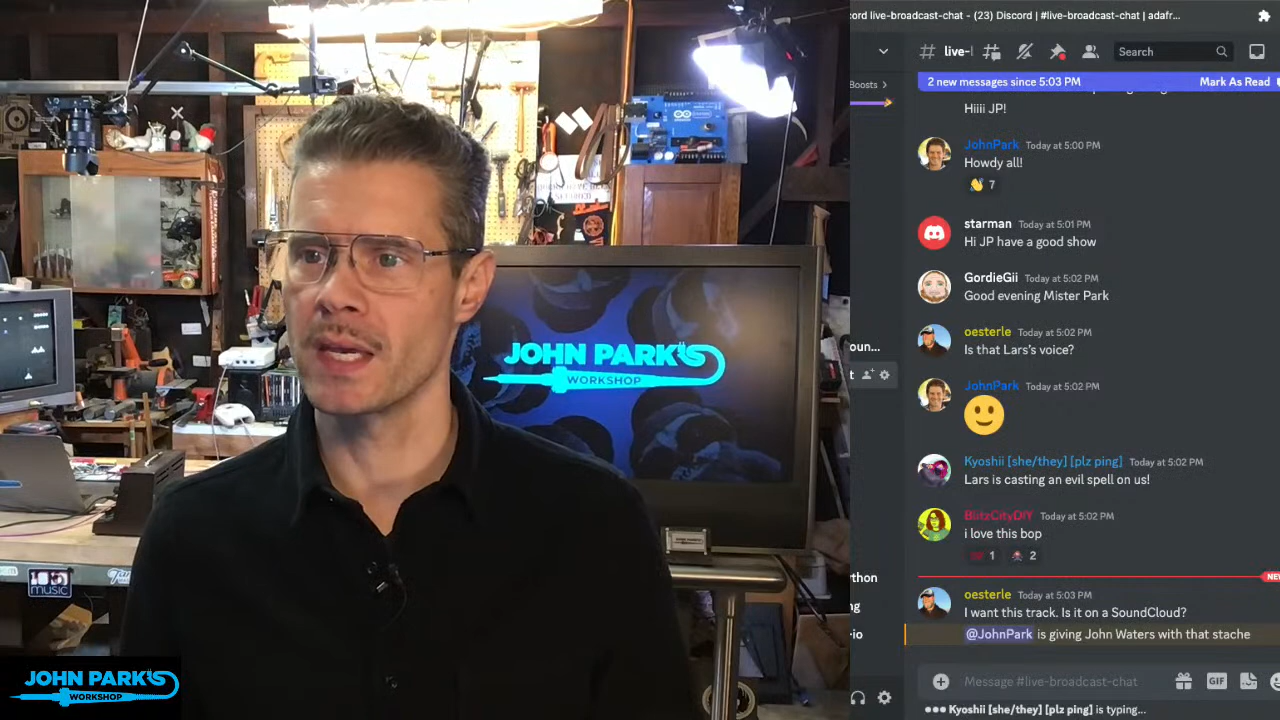 cord live-broadcast-chat - (23) Discord | #live-broadcast-chat | adafr...
live-l
Search
Boosts
2 new messages since 5:03 PM
Mark As Read
Hiiii JP!
JohnPark Today at 5:00 PM
Howdy all!
7
starman Today at 5:01 PM
Hi JP have a good show
GordieGii Today at 5:02 PM
Good evening Mister Park
oesterle Today at 5:02 PM
Is that Lars's voice?
oun...
t
JohnPark Today at 5:02 PM
Kyoshii [she/they] [plz ping] Today at 5:02 PM
Lars is casting an evil spell on us!
BlitzCityDIY Today at 5:02 PM
i love this bop
1 2
NEW
thon
ng
-io
oesterle Today at 5:03 PM
I want this track. Is it on a SoundCloud?
@JohnPark is giving John Waters with that stache
Message #live-broadcast-chat
GIF
Kyoshii [she/they] [plz ping] is typing...
JOHN PARK'S
WORKSHOP
MUSIC
JOHN PARK'S
WORKSHOP